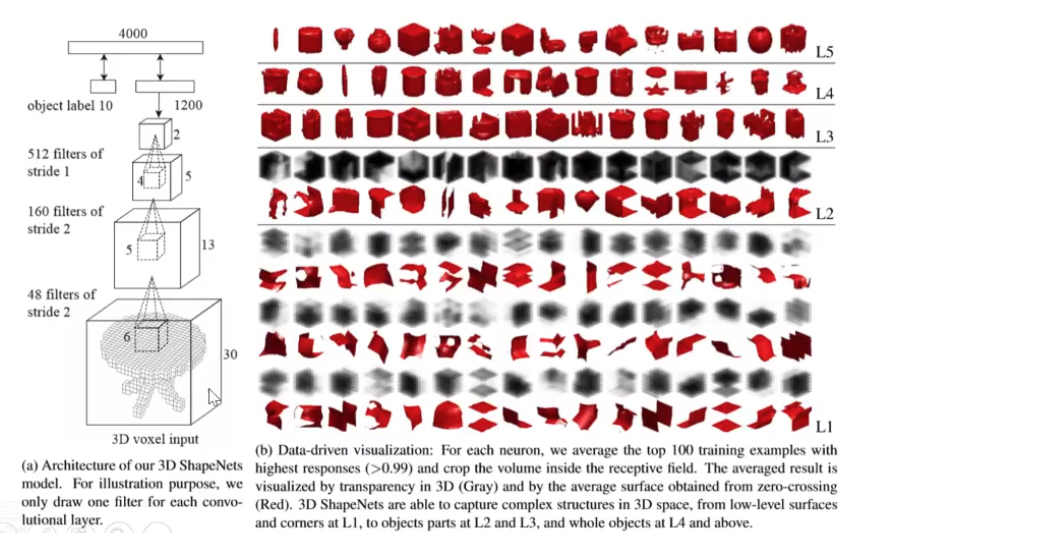 4000
object label 10
1200
2
512 filters of
stride 1
4
5
160 filters of
stride 2
5
13
48 filters of
stride 2
6
30
3D voxel input
(a) Architecture of our 3D ShapeNets
model. For illustration purpose, we
only draw one filter for each convo-
lutional layer.
L5
L4
L3
L2
L1
(b) Data-driven visualization: For each neuron, we average the top 100 training examples with
highest responses (>0.99) and crop the volume inside the receptive field. The averaged result is
visualized by transparency in 3D (Gray) and by the average surface obtained from zero-crossing
(Red). 3D ShapeNets are able to capture complex structures in 3D space, from low-level surfaces
and corners at L1, to objects parts at L2 and L3, and whole objects at L4 and above.